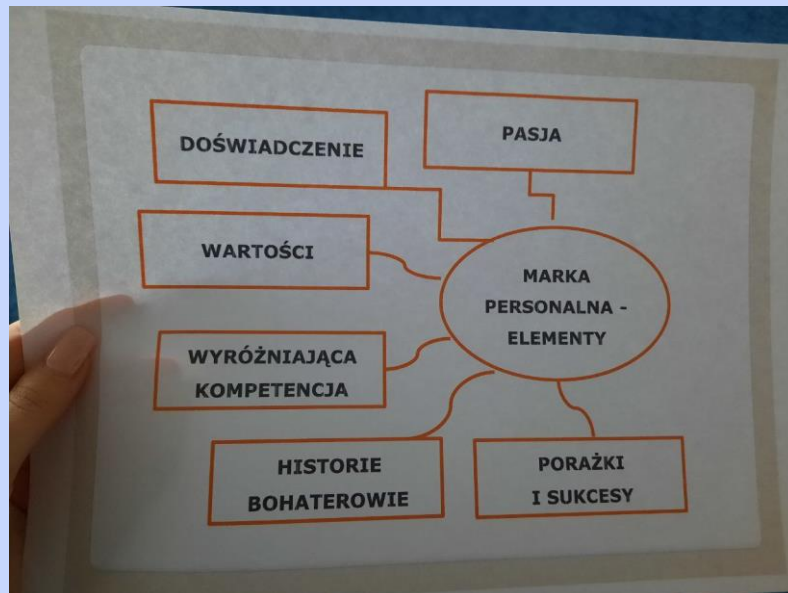 DOŚWIADCZENIE
PASJA
WARTOŚCI
MARKA
PERSONALNA -
ELEMENTY
WYRÓŻNIAJĄCA
KOMPETENCJA
HISTORIE
BOHATEROWIE
PORAŻKI
I SUKCESY